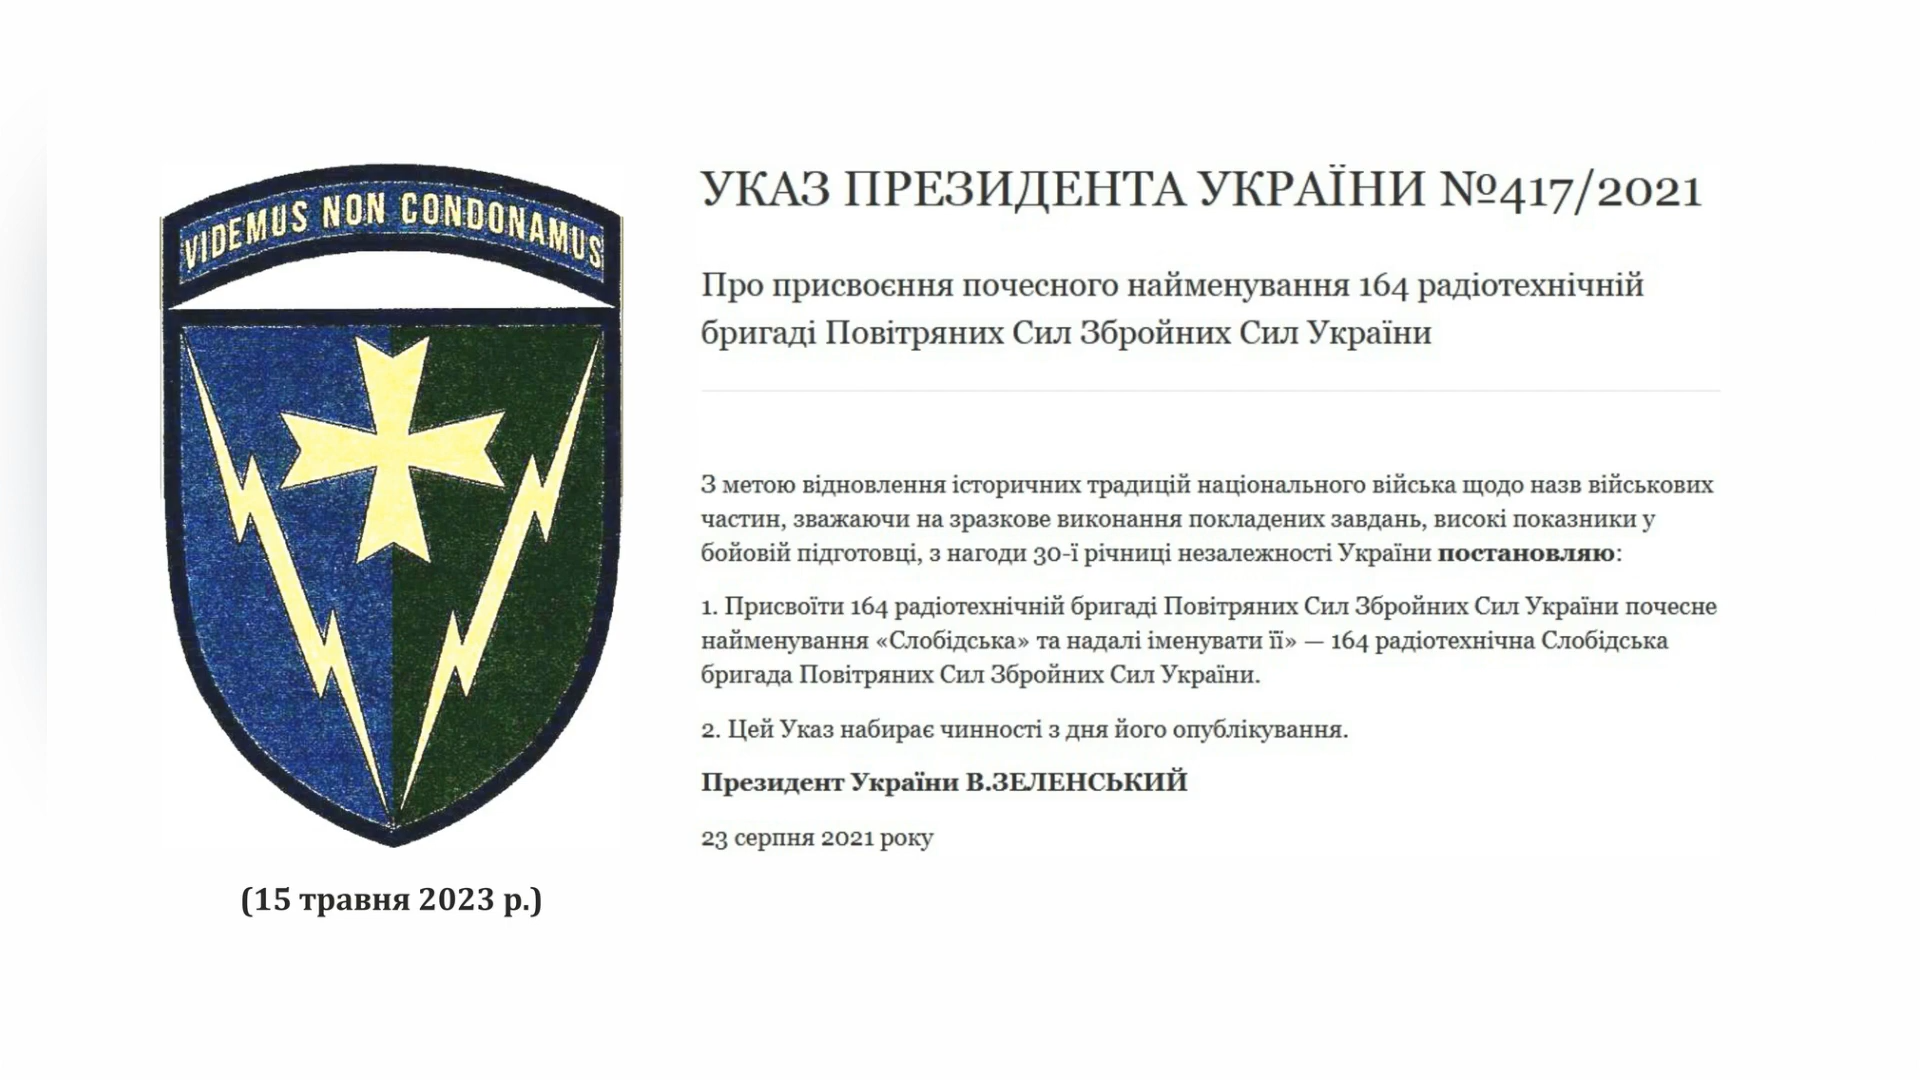 VIDEMUS NON CONDONAMUS
(15 травня 2023 р.)
УКАЗ ПРЕЗИДЕНТА УКРАЇНИ №417/2021
Про присвоєння почесного найменування 164 радіотехнічній
бригаді Повітряних Сил Збройних Сил України
З метою відновлення історичних традицій національного війська щодо назв військових
частин, зважаючи на зразкове виконання покладених завдань, високі показники у
бойовій підготовці, з нагоди 30-ї річниці незалежності України постановляю:
1. Присвоїти 164 радіотехнічній бригаді Повітряних Сил Збройних Сил України почесне
найменування «Слобідська» та надалі іменувати її» — 164 радіотехнічна Слобідська
бригада Повітряних Сил Збройних Сил України.
2. Цей Указ набирає чинності з дня його опублікування.
Президент України В.ЗЕЛЕНСЬКИЙ
23 серпня 2021 року